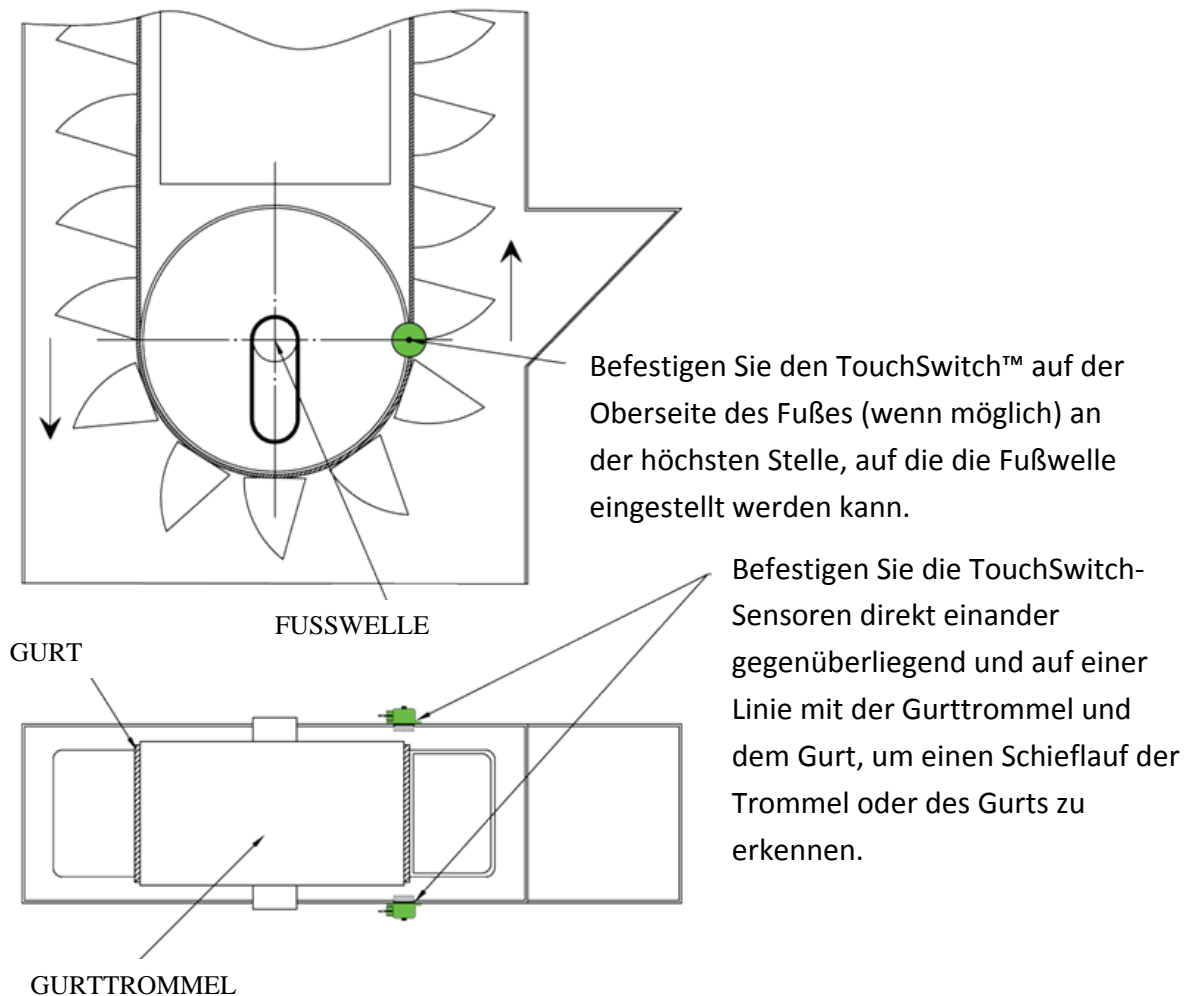 Befestigen Sie den TouchSwitch™ auf der
Oberseite des Fußes (wenn möglich) an
der höchsten Stelle, auf die die Fußwelle
eingestellt werden kann.
Befestigen Sie die TouchSwitch-
Sensoren direkt einander
gegenüberliegend und auf einer
Linie mit der Gurttrommel und
dem Gurt, um einen Schieflauf der
Trommel oder des Gurts zu
erkennen.
FUSSWELLE
GURT
GURTTROMMEL